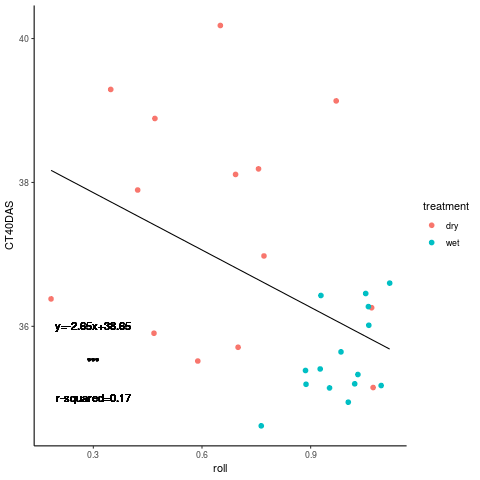 40
38
36
CT40DAS
y=-2.65x+38.65
***
r-squared=0.17
0.3
0.6
0.9
roll
treatment
dry
wet